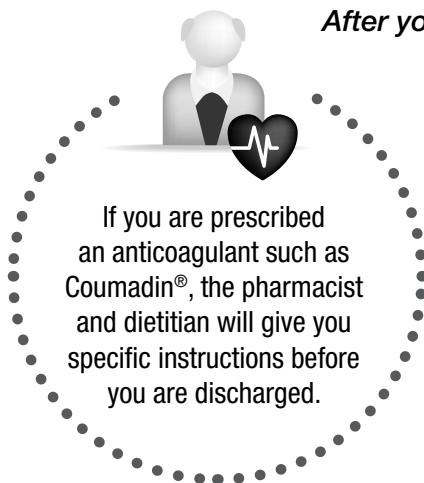 After yo
If you are prescribed
an anticoagulant such as
Coumadin®, the pharmacist
and dietitian will give you
specific instructions before
you are discharged.